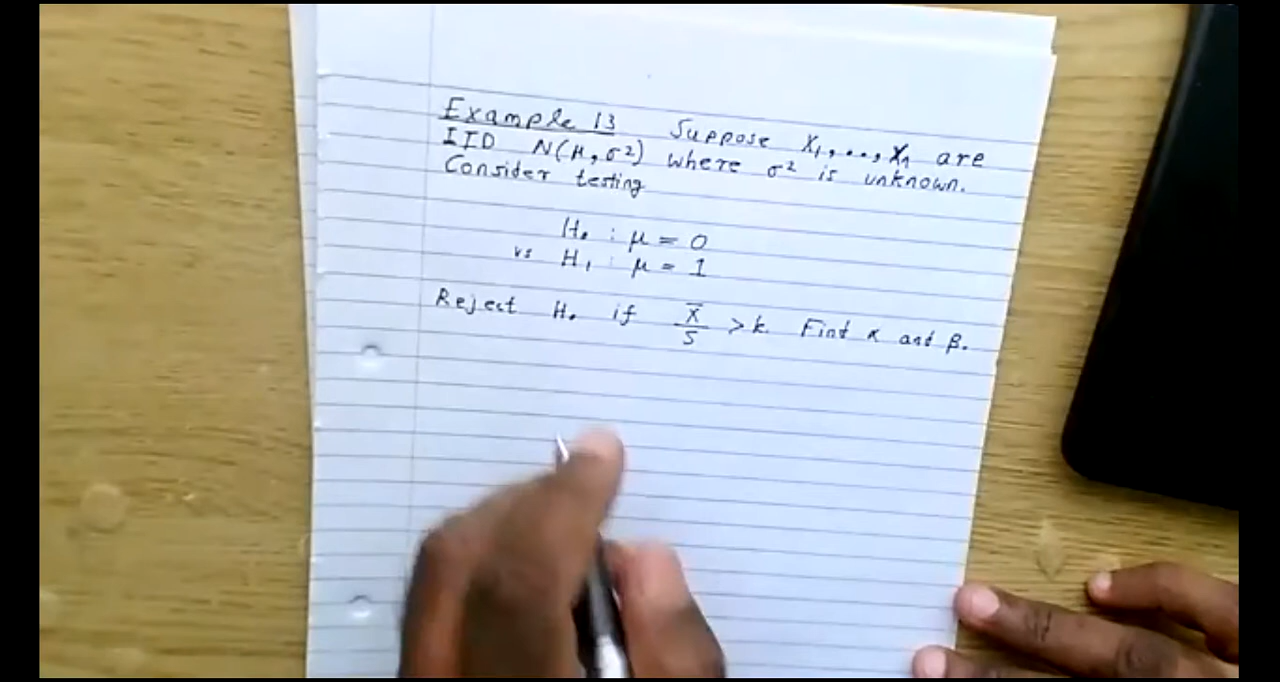 Example 13 Suppose X₁, ..., Xₙ are
IID N(μ, σ²) where σ² is unknown.
Consider testing
H₀ : μ = 0
vs H₁ : μ = 1
Reject H₀ if X̄/S > k. Find α and β.